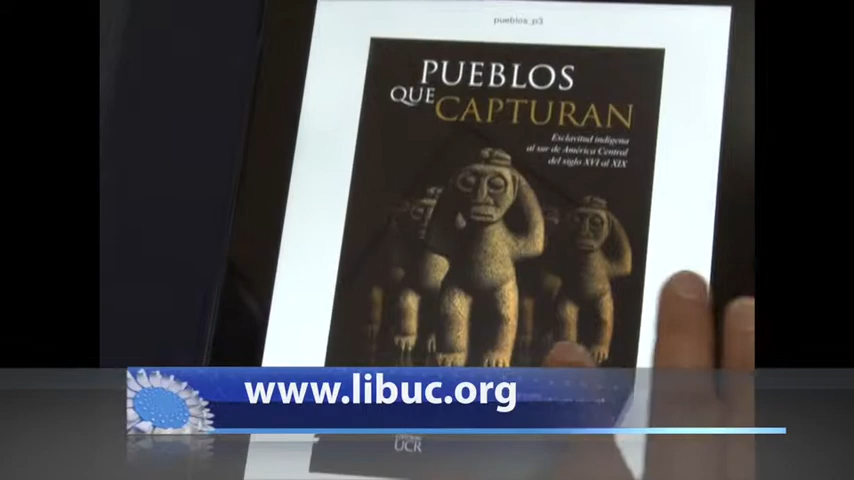 pueblos_p3
PUEBLOS
QUE CAPTURAN
Esclavitud indígena
al sur de América Central
del siglo XVI al XIX
www.libuc.org
UCR